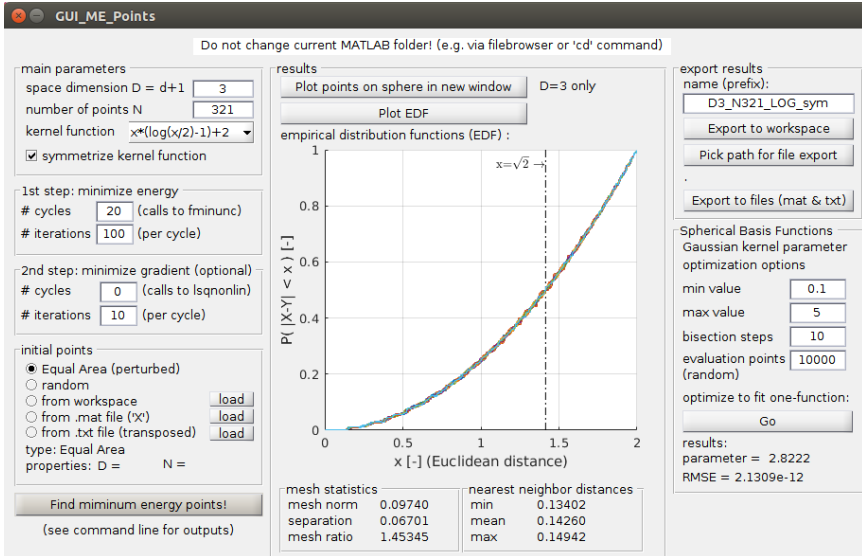 GUI_ME_Points
Do not change current MATLAB folder! (e.g. via filebrowser or 'cd' command)
main parameters
space dimension D = d+1 3
number of points N 321
kernel function x*(log(x/2)-1)+2
symmetrize kernel function
1st step: minimize energy
# cycles 20 (calls to fminunc)
# iterations 100 (per cycle)
2nd step: minimize gradient (optional)
# cycles 0 (calls to lsqnonlin)
# iterations 10 (per cycle)
initial points
Equal Area (perturbed)
random
from workspace load
from .mat file ('X') load
from .txt file (transposed) load
type: Equal Area
properties: D = N =
Find miminum energy points!
(see command line for outputs)
results
Plot points on sphere in new window D=3 only
Plot EDF
empirical distribution functions (EDF) :
x=√2 →
1
0.8
0.6
0.4
0.2
0
P( |X-Y| < x ) [-]
0 0.5 1 1.5 2
x [-] (Euclidean distance)
mesh statistics
mesh norm 0.09740
separation 0.06701
mesh ratio 1.45345
nearest neighbor distances
min 0.13402
mean 0.14260
max 0.14942
export results
name (prefix):
D3_N321_LOG_sym
Export to workspace
Pick path for file export
.
Export to files (mat & txt)
Spherical Basis Functions
Gaussian kernel parameter
optimization options
min value 0.1
max value 5
bisection steps 10
evaluation points 10000
(random)
optimize to fit one-function:
Go
results:
parameter = 2.8222
RMSE = 2.1309e-12